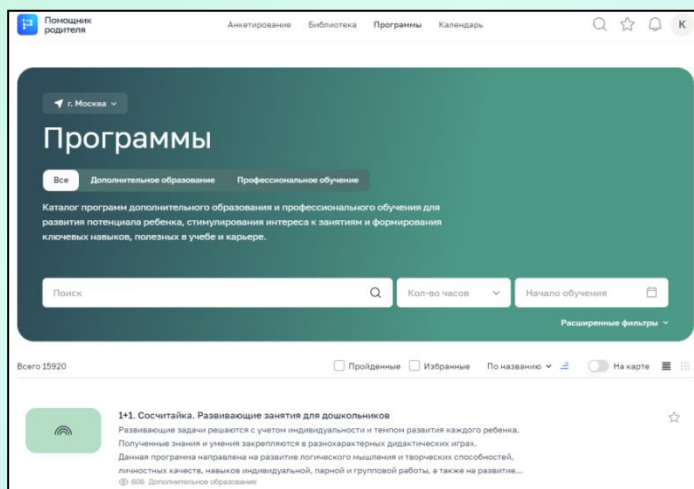 Помощник
родителя
Анкетирование Библиотека Программы Календарь
К
г. Москва
Программы
Все Дополнительное образование Профессиональное обучение
Каталог программ дополнительного образования и профессионального обучения для
развития потенциала ребенка, стимулирования интереса к занятиям и формирования
ключевых навыков, полезных в учебе и карьере.
Поиск Кол-во часов Начало обучения
Расширенные фильтры
Всего 15920 Пройденные Избранные По названию На карте
1+1. Сосчитайка. Развивающие занятия для дошкольников
Развивающие задачи решаются с учетом индивидуальности и темпом развития каждого ребенка.
Полученные знания и умения закрепляются в разнохарактерных дидактических играх.
Данная программа направлена на развитие логического мышления и творческих способностей,
личностных качеств, навыков индивидуальной, парной и групповой работы, а также на развитие...
606 Дополнительное образование